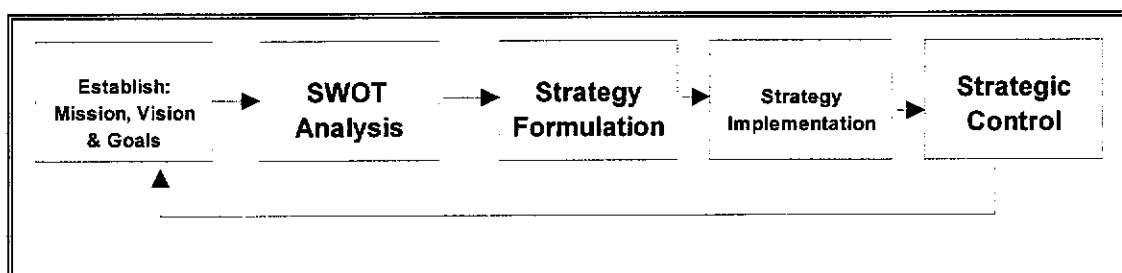 Establish:
Mission, Vision
& Goals
SWOT
Analysis
Strategy
Formulation
Strategy
Implementation
Strategic
Control